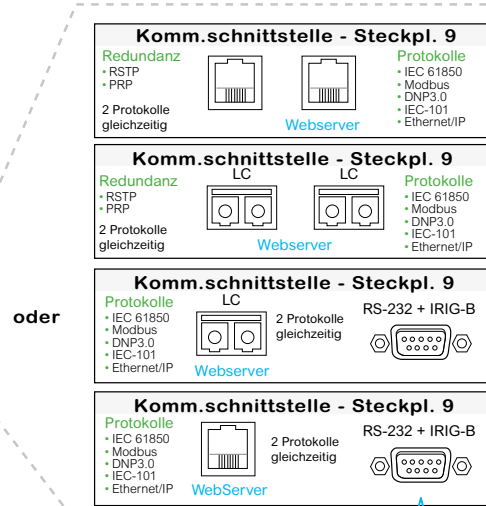 Komm.schnittstelle - Steckpl. 9
Redundanz
• RSTP
• PRP
2 Protokolle
gleichzeitig
Webserver
Protokolle
• IEC 61850
• Modbus
• DNP3.0
• IEC-101
• Ethernet/IP
Komm.schnittstelle - Steckpl. 9
Redundanz
• RSTP
• PRP
2 Protokolle
gleichzeitig
LC
LC
Webserver
Protokolle
• IEC 61850
• Modbus
• DNP3.0
• IEC-101
• Ethernet/IP
oder
Komm.schnittstelle - Steckpl. 9
Protokolle
• IEC 61850
• Modbus
• DNP3.0
• IEC-101
• Ethernet/IP
LC
Webserver
2 Protokolle
gleichzeitig
RS-232 + IRIG-B
Komm.schnittstelle - Steckpl. 9
Protokolle
• IEC 61850
• Modbus
• DNP3.0
• IEC-101
• Ethernet/IP
WebServer
2 Protokolle
gleichzeitig
RS-232 + IRIG-B